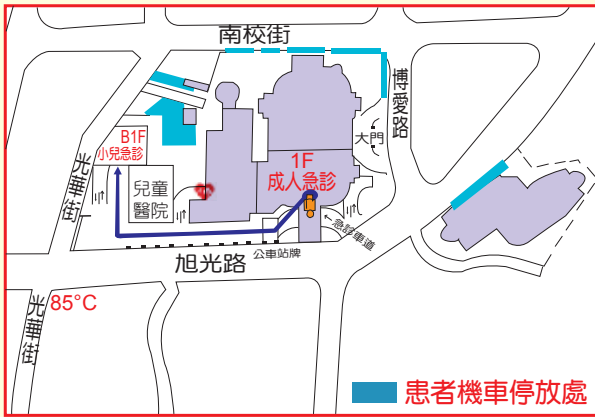 南校街
博愛路
大門
B1F
小兒急診
1F
成人急診
兒童
醫院
光華街
←急診車道
公車站牌
旭光路
85°C
光華街
患者機車停放處